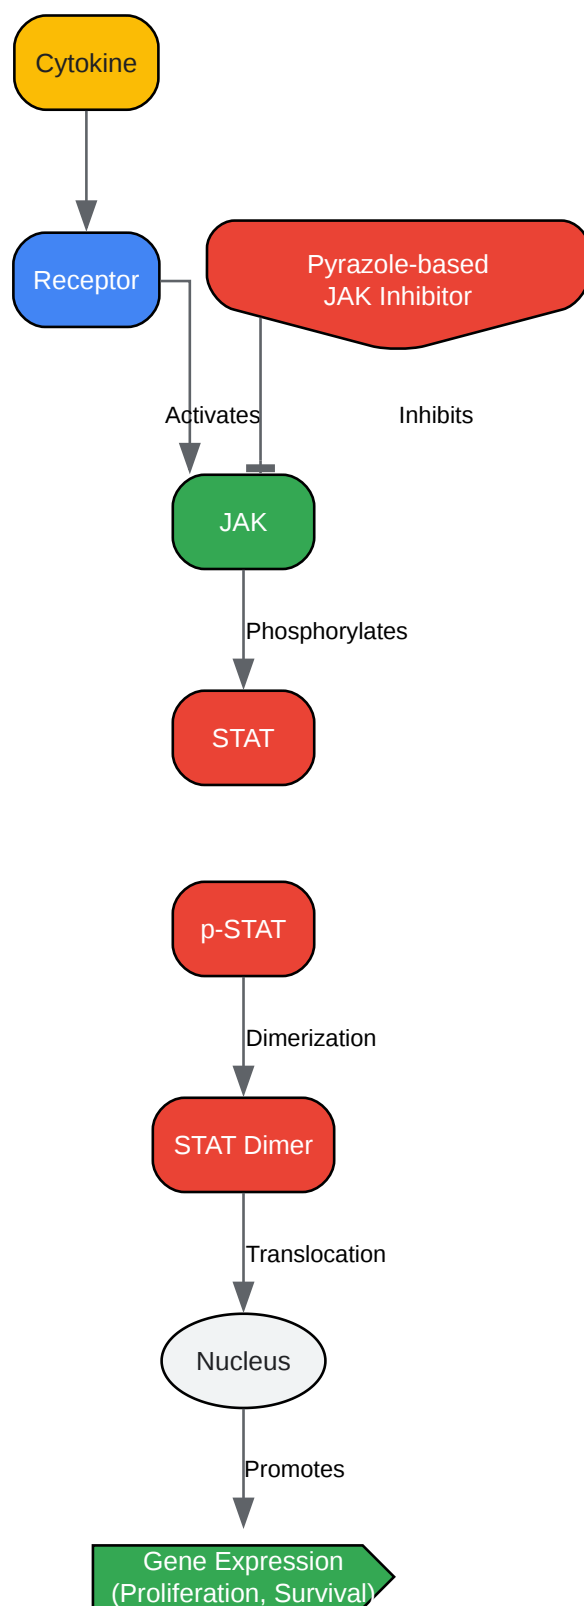 Cytokine
Receptor
Pyrazole-based
JAK Inhibitor
Activates
Inhibits
JAK
Phosphorylates
STAT
p-STAT
Dimerization
STAT Dimer
Translocation
Nucleus
Promotes
Gene Expression
(Proliferation, Survival)